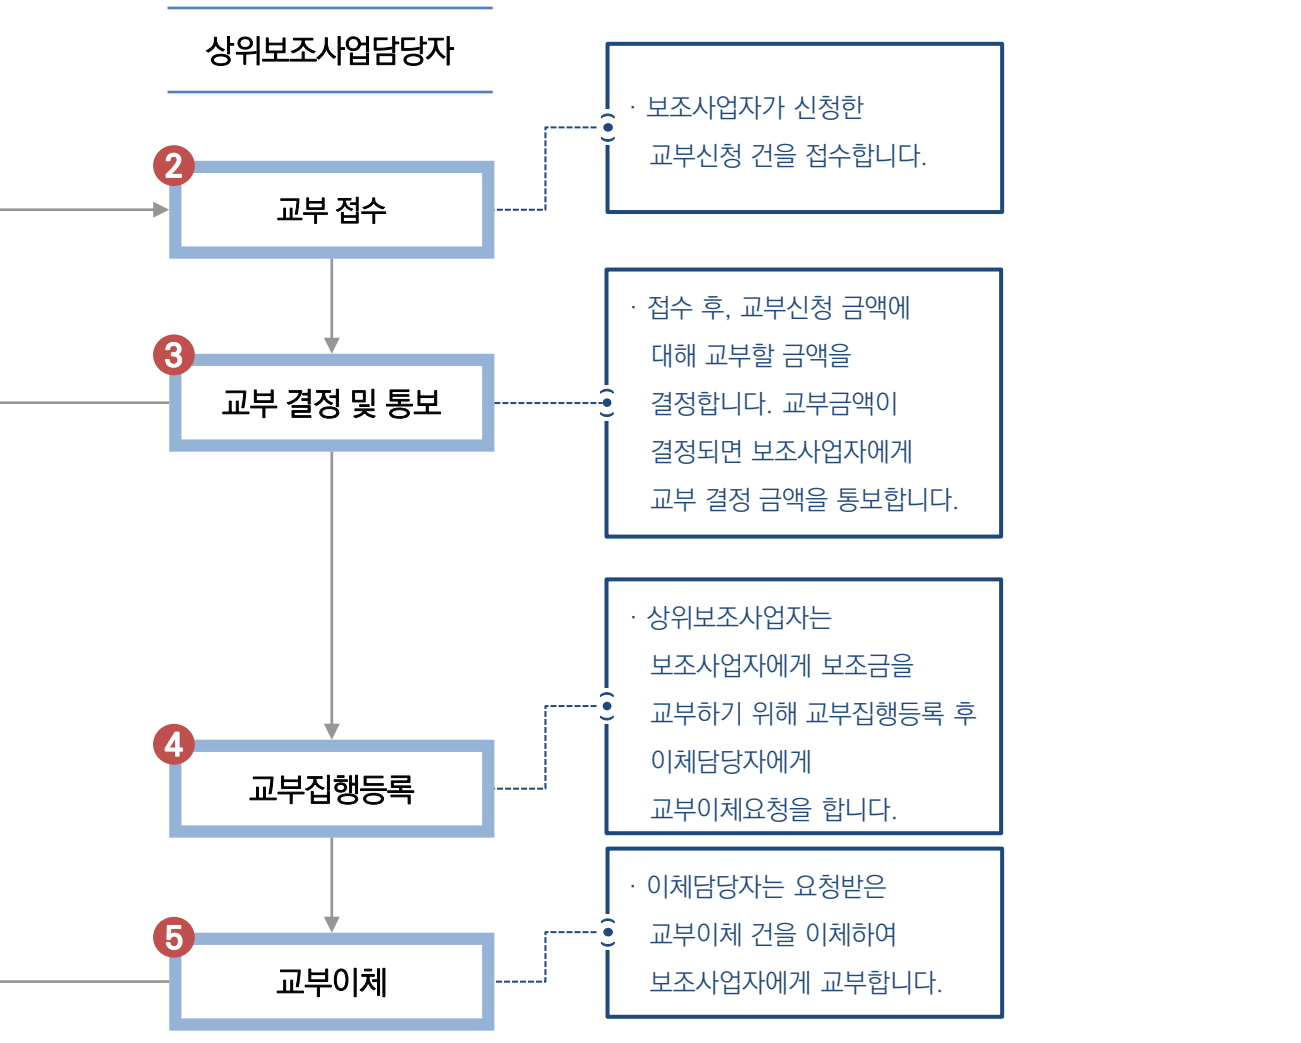 상위보조사업담당자
2
교부 접수
· 보조사업자가 신청한
교부신청 건을 접수합니다.
3
교부 결정 및 통보
· 접수 후, 교부신청 금액에
대해 교부할 금액을
결정합니다. 교부금액이
결정되면 보조사업자에게
교부 결정 금액을 통보합니다.
4
교부집행등록
· 상위보조사업자는
보조사업자에게 보조금을
교부하기 위해 교부집행등록 후
이체담당자에게
교부이체요청을 합니다.
5
교부이체
· 이체담당자는 요청받은
교부이체 건을 이체하여
보조사업자에게 교부합니다.